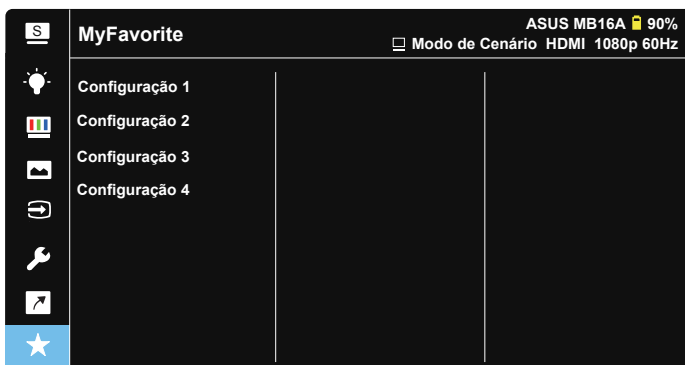 S
MyFavorite
ASUS MB16A 90%
Modo de Cenário HDMI 1080p 60Hz
Configuração 1
Configuração 2
Configuração 3
Configuração 4